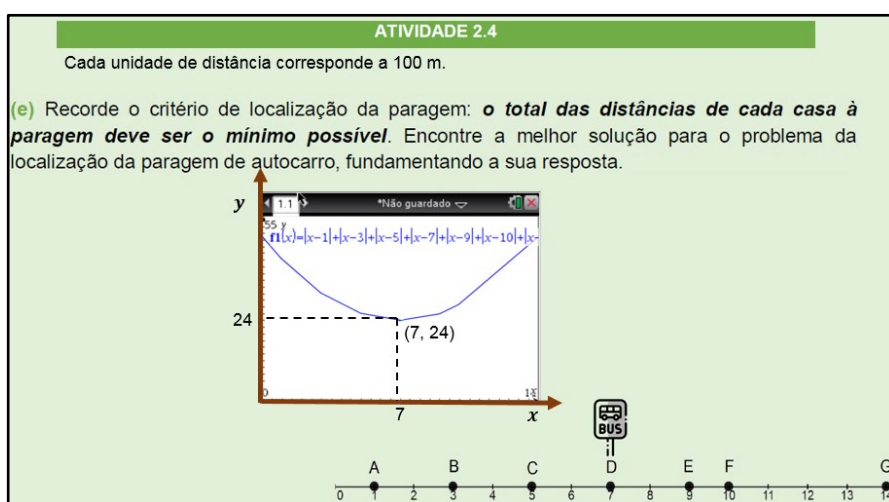 ATIVIDADE 2.4
Cada unidade de distância corresponde a 100 m.
(e) Recorde o critério de localização da paragem: o total das distâncias de cada casa à
paragem deve ser o mínimo possível. Encontre a melhor solução para o problema da
localização da paragem de autocarro, fundamentando a sua resposta.
y
1.1
*Não guardado
55 y
f1(x)=|x-1|+|x-3|+|x-5|+|x-7|+|x-9|+|x-10|+|x-
24
(7, 24)
0
7
x
BUS
A B C D E F G
0 1 2 3 4 5 6 7 8 9 10 11 12 13 14